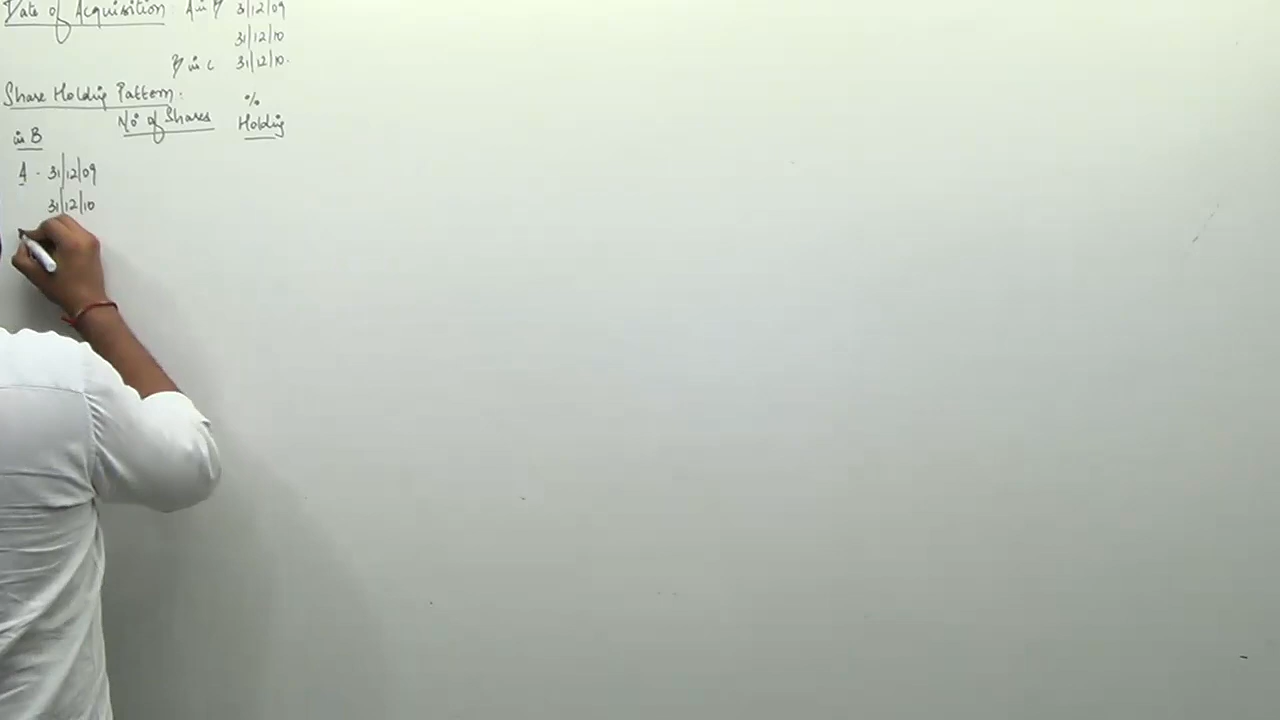 Date of Acquisition: A in B 31/12/09
31/12/10
B in C 31/12/10.
Share Holding Pattern:
No of Shares % Holding
in B
A - 31/12/09
31/12/10